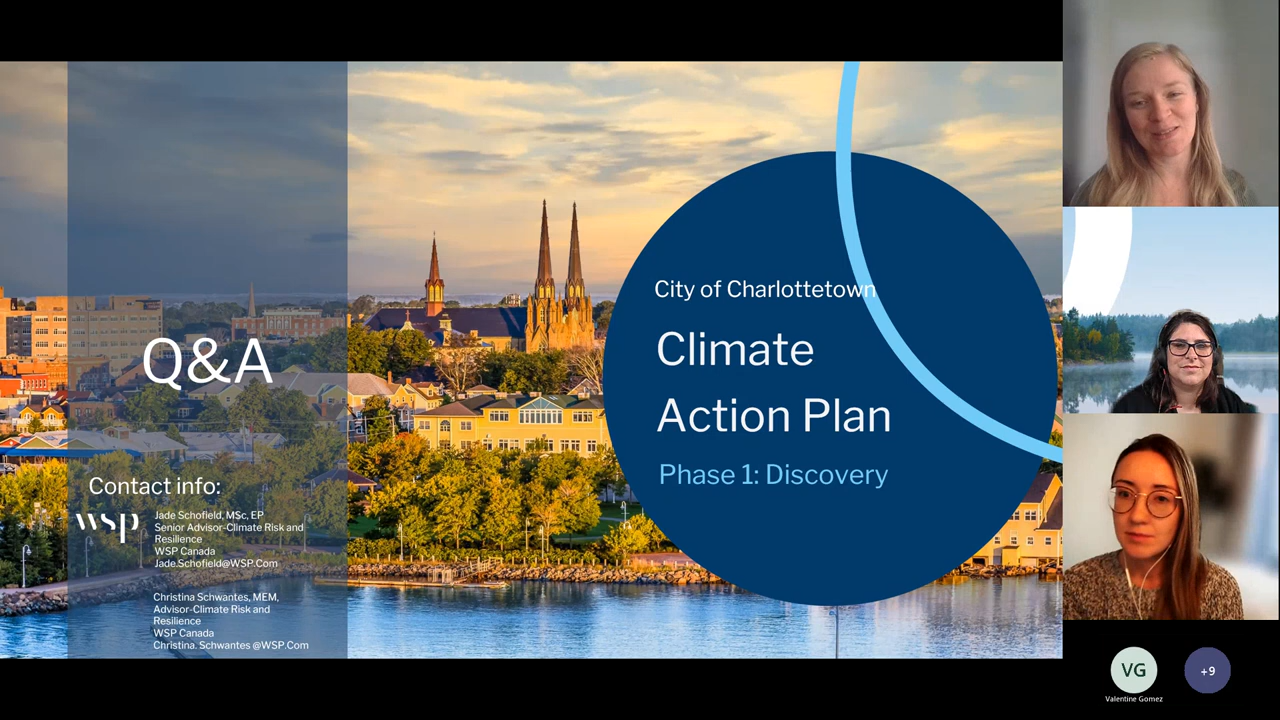 Q&A
Contact info:
wsp
Jade Schofield, MSc, EP
Senior Advisor-Climate Risk and
Resilience
WSP Canada
Jade.Schofield@WSP.Com
Christina Schwantes, MEM,
Advisor-Climate Risk and
Resilience
WSP Canada
Christina. Schwantes @WSP.Com
City of Charlottetown
Climate
Action Plan
Phase 1: Discovery
VG
Valentine Gomez
+9